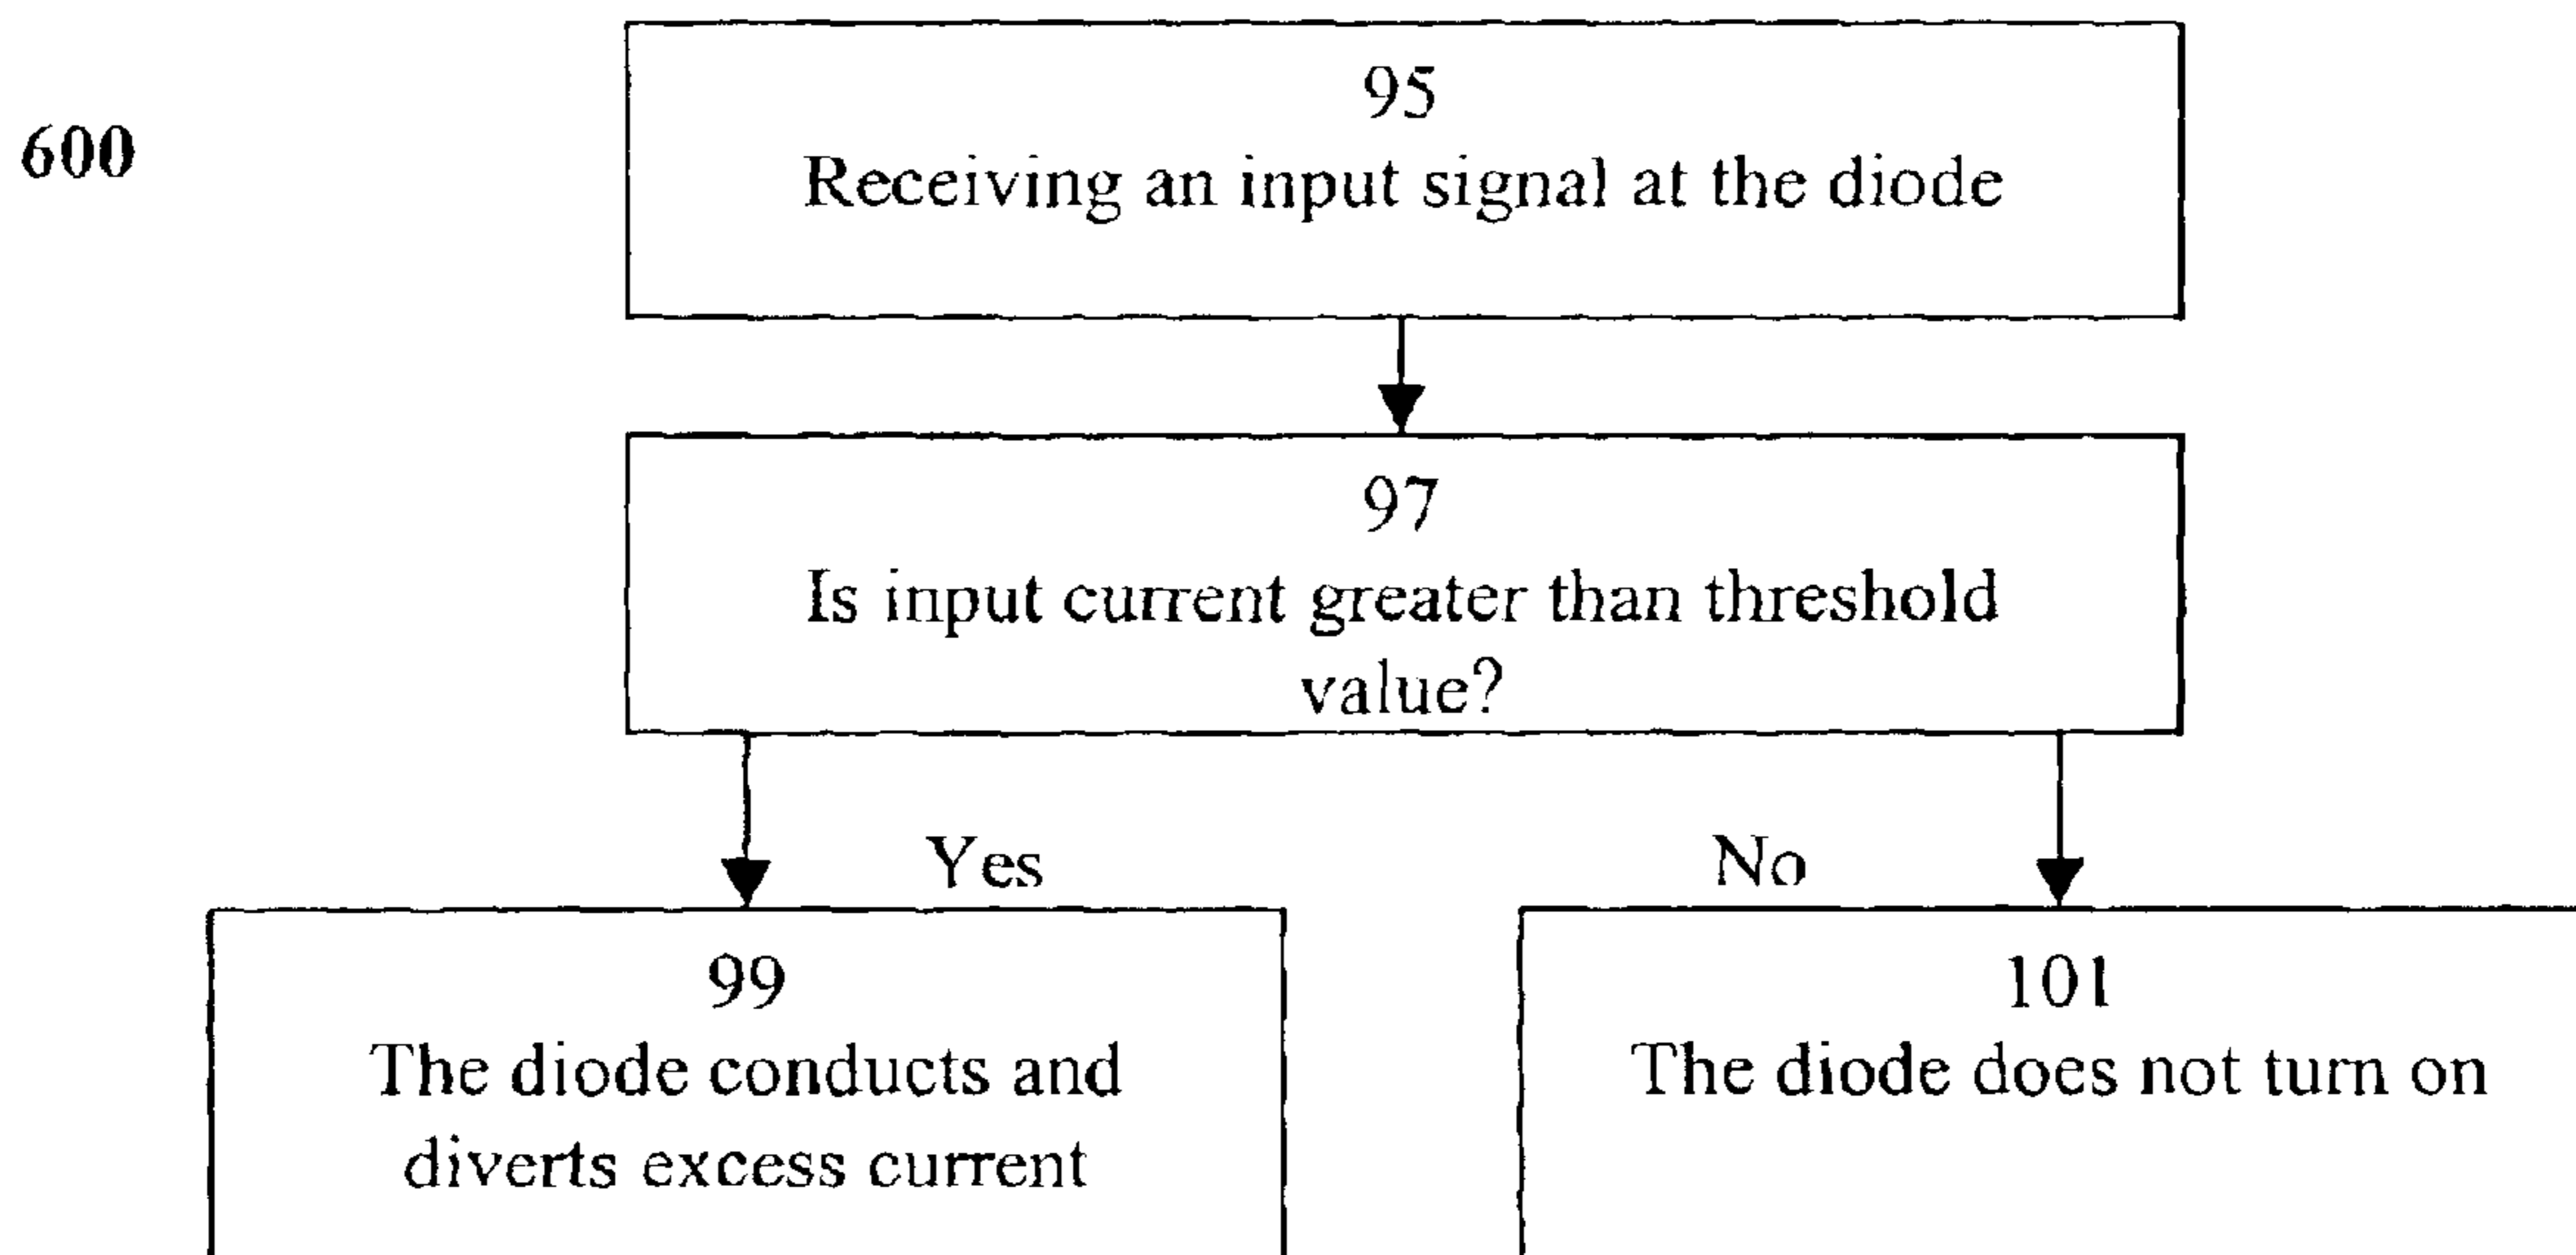 600
95
Receiving an input signal at the diode
97
Is input current greater than threshold
value?
Yes
No
99
The diode conducts and
diverts excess current
101
The diode does not turn on